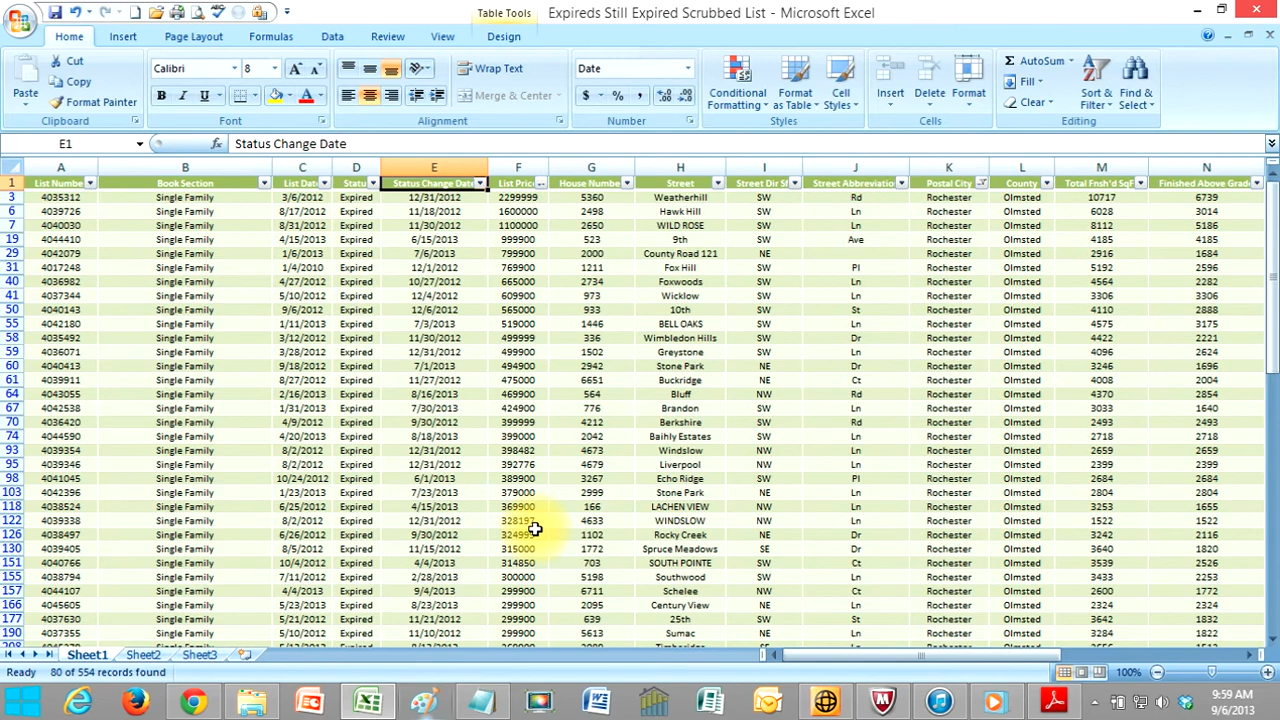 Table Tools Expireds Still Expired Scrubbed List - Microsoft Excel
Home Insert Page Layout Formulas Data Review View Design
Cut
Copy
Paste Format Painter
Clipboard
Calibri 8
B I U A
Font
Wrap Text
Merge & Center
Alignment
Date
$ % ,
Number
Conditional Formatting Format as Table Cell Styles
Styles
Insert Delete Format
Cells
AutoSum
Fill
Clear
Sort & Filter Find & Select
Editing
E1 fx Status Change Date
A B C D E F G H I J K L M N
1 List Number Book Section List Date Status Status Change Date List Price House Number Street Street Dir Street Abbreviation Postal City County Total Fnsh'd SqF Finished Above Grade
3 4035312 Single Family 3/6/2012 Expired 12/31/2012 2299999 5360 Weatherhill SW Rd Rochester Olmsted 10717 6739
6 4039726 Single Family 8/17/2012 Expired 11/18/2012 1600000 2498 Hawk Hill SW Ln Rochester Olmsted 6028 3014
7 4040030 Single Family 8/31/2012 Expired 11/30/2012 1100000 2650 WILD ROSE SW Ln Rochester Olmsted 8112 5186
19 4044410 Single Family 4/15/2013 Expired 6/15/2013 999900 523 9th SW Ave Rochester Olmsted 4185 4185
29 4042079 Single Family 1/6/2013 Expired 7/6/2013 799900 2000 County Road 121 NE Rochester Olmsted 2916 1684
31 4017248 Single Family 1/4/2010 Expired 12/1/2012 769900 1211 Fox Hill SW Pl Rochester Olmsted 5192 2596
40 4036982 Single Family 4/27/2012 Expired 10/27/2012 665000 2734 Foxwoods SW Ln Rochester Olmsted 4564 2282
41 4037344 Single Family 5/10/2012 Expired 12/4/2012 609900 973 Wicklow SW Ln Rochester Olmsted 3306 3306
50 4040143 Single Family 9/6/2012 Expired 12/6/2012 565000 933 10th SW St Rochester Olmsted 4110 2888
55 4042180 Single Family 1/11/2013 Expired 7/3/2013 519000 1446 BELL OAKS SW Ln Rochester Olmsted 4575 3175
58 4035492 Single Family 3/12/2012 Expired 11/30/2012 499999 336 Wimbledon Hills SW Dr Rochester Olmsted 4422 2221
59 4036071 Single Family 3/28/2012 Expired 12/31/2012 499900 1502 Greystone SW Ln Rochester Olmsted 4096 2624
60 4040413 Single Family 9/18/2012 Expired 7/1/2013 494900 2942 Stone Park NE Dr Rochester Olmsted 3246 1696
61 4039911 Single Family 8/27/2012 Expired 11/27/2012 475000 6651 Buckridge NE Ct Rochester Olmsted 4008 2004
64 4043055 Single Family 2/16/2013 Expired 8/16/2013 469900 564 Bluff NW Rd Rochester Olmsted 4370 2854
67 4042538 Single Family 1/31/2013 Expired 7/30/2013 424900 776 Brandon SW Ln Rochester Olmsted 3033 1640
70 4036420 Single Family 4/9/2012 Expired 9/30/2012 399999 4212 Berkshire SW Rd Rochester Olmsted 2493 2493
74 4044590 Single Family 4/20/2013 Expired 8/18/2013 399000 2042 Baihly Estates SW Ln Rochester Olmsted 2718 2718
93 4039354 Single Family 8/2/2012 Expired 12/31/2012 398482 4673 Windslow NW Ln Rochester Olmsted 2659 2659
95 4039346 Single Family 8/2/2012 Expired 12/31/2012 392776 4679 Liverpool NW Ln Rochester Olmsted 2399 2399
98 4041045 Single Family 10/24/2012 Expired 6/1/2013 389900 3267 Echo Ridge SW Pl Rochester Olmsted 3514 3514
103 4042396 Single Family 1/23/2013 Expired 7/23/2013 379000 2999 Stone Park NE Ln Rochester Olmsted 2804 2804
118 4038524 Single Family 6/25/2012 Expired 4/15/2013 369900 166 LACHEN VIEW NW Ln Rochester Olmsted 3253 1675
122 4039338 Single Family 8/2/2012 Expired 12/31/2012 328197 4633 WINDSLOW NW Ln Rochester Olmsted 1522 1522
126 4038497 Single Family 6/26/2012 Expired 9/30/2012 1102 Rocky Creek NE Dr Rochester Olmsted 3242 2116
130 4039405 Single Family 8/5/2012 Expired 11/15/2012 315000 1772 Spruce Meadows SE Dr Rochester Olmsted 3640 1820
151 4040766 Single Family 10/4/2012 Expired 4/4/2013 314850 703 SOUTH POINTE SW Ct Rochester Olmsted 3539 2526
155 4038794 Single Family 7/11/2012 Expired 2/28/2013 300000 5198 Southwood SW Ln Rochester Olmsted 3433 2253
157 4044107 Single Family 4/4/2013 Expired 9/4/2013 299900 6711 Schelee SW Ct Rochester Olmsted 2600 1772
166 4045605 Single Family 5/23/2013 Expired 8/23/2013 299900 2095 Century View NE Ln Rochester Olmsted 2324 2324
177 4037630 Single Family 5/21/2012 Expired 11/21/2012 299900 639 25th SW St Rochester Olmsted 3642 1832
190 4037355 Single Family 5/10/2012 Expired 11/10/2012 299900 5613 Sumac NW Ln Rochester Olmsted 3284 1822
Sheet1 Sheet2 Sheet3
Ready 80 of 554 records found 100%
9:59 AM
9/6/2013